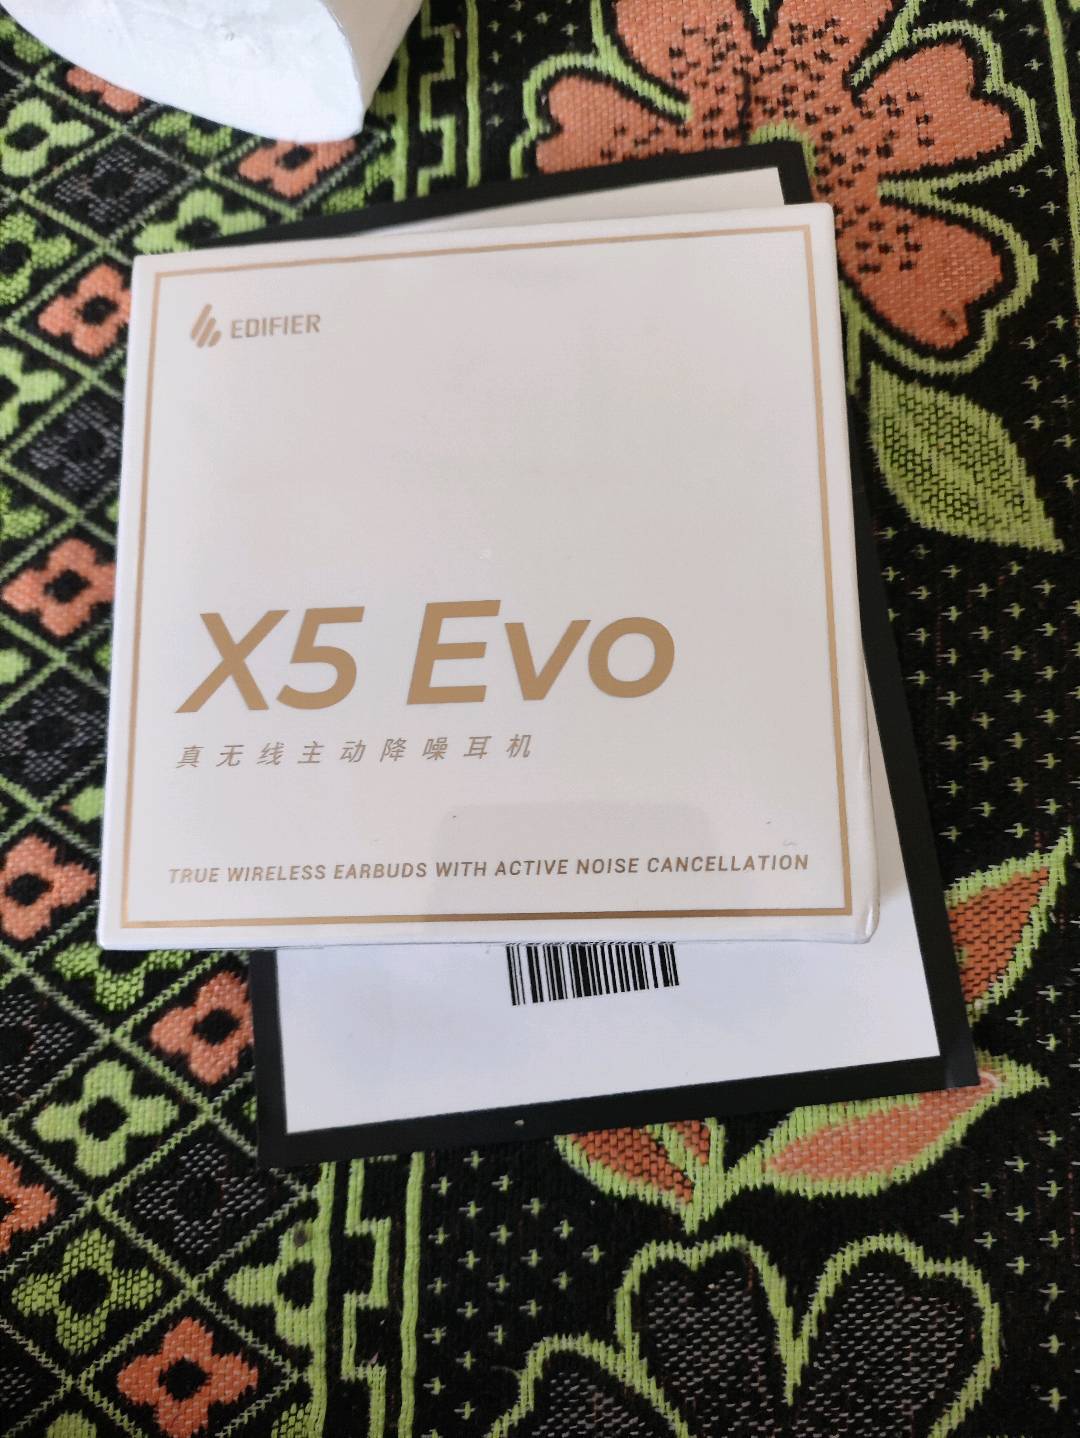 EDIFIER
X5 Evo
真无线主动降噪耳机
TRUE WIRELESS EARBUDS WITH ACTIVE NOISE CANCELLATION